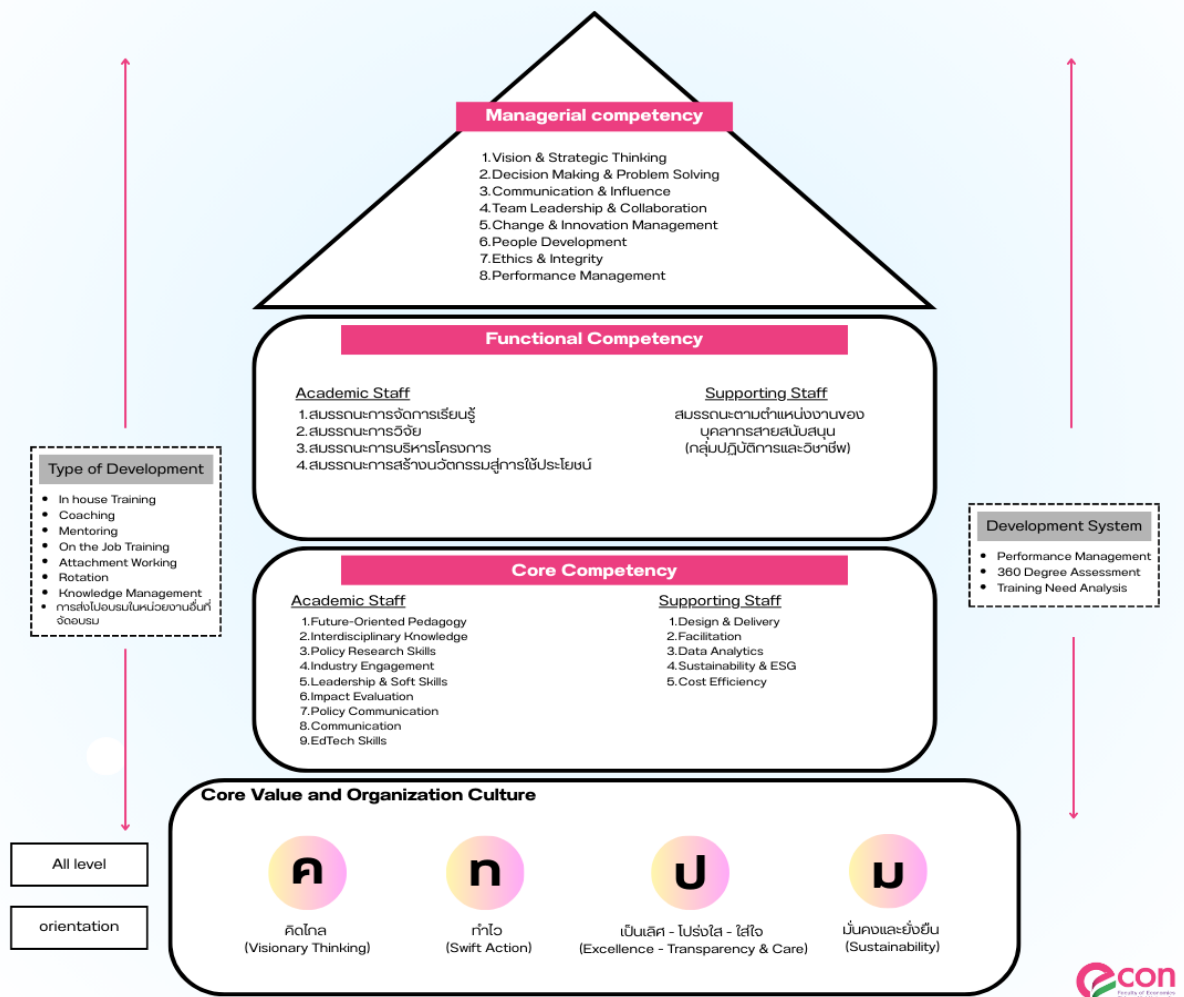 Managerial competency
1.Vision & Strategic Thinking
2.Decision Making & Problem Solving
3.Communication & Influence
4.Team Leadership & Collaboration
5.Change & Innovation Management
6.People Development
7.Ethics & Integrity
8.Performance Management
Functional Competency
Academic Staff
1.สมรรถนะการจัดการเรียนรู้
2.สมรรถนะการวิจัย
3.สมรรถนะการบริหารโครงการ
4.สมรรถนะการสร้างนวัตกรรมสู่การใช้ประโยชน์
Supporting Staff
สมรรถนะตามตำแหน่งงานของ
บุคลากรสายสนับสนุน
(กลุ่มปฏิบัติการและวิชาชีพ)
Type of Development
• In house Training
• Coaching
• Mentoring
• On the Job Training
• Attachment Working
• Rotation
• Knowledge Management
• การส่งไปอบรมในหน่วยงานอื่นที่
จัดอบรม
Development System
• Performance Management
• 360 Degree Assessment
• Training Need Analysis
Core Competency
Academic Staff
1.Future-Oriented Pedagogy
2.Interdisciplinary Knowledge
3.Policy Research Skills
4.Industry Engagement
5.Leadership & Soft Skills
6.Impact Evaluation
7.Policy Communication
8.Communication
9.EdTech Skills
Supporting Staff
1.Design & Delivery
2.Facilitation
3.Data Analytics
4.Sustainability & ESG
5.Cost Efficiency
Core Value and Organization Culture
All level
orientation
ค
คิดไกล
(Visionary Thinking)
ท
ทำไว
(Swift Action)
ป
เป็นเลิศ - โปร่งใส - ใส่ใจ
(Excellence - Transparency & Care)
ม
มั่นคงและยั่งยืน
(Sustainability)
econ
Faculty of Economics